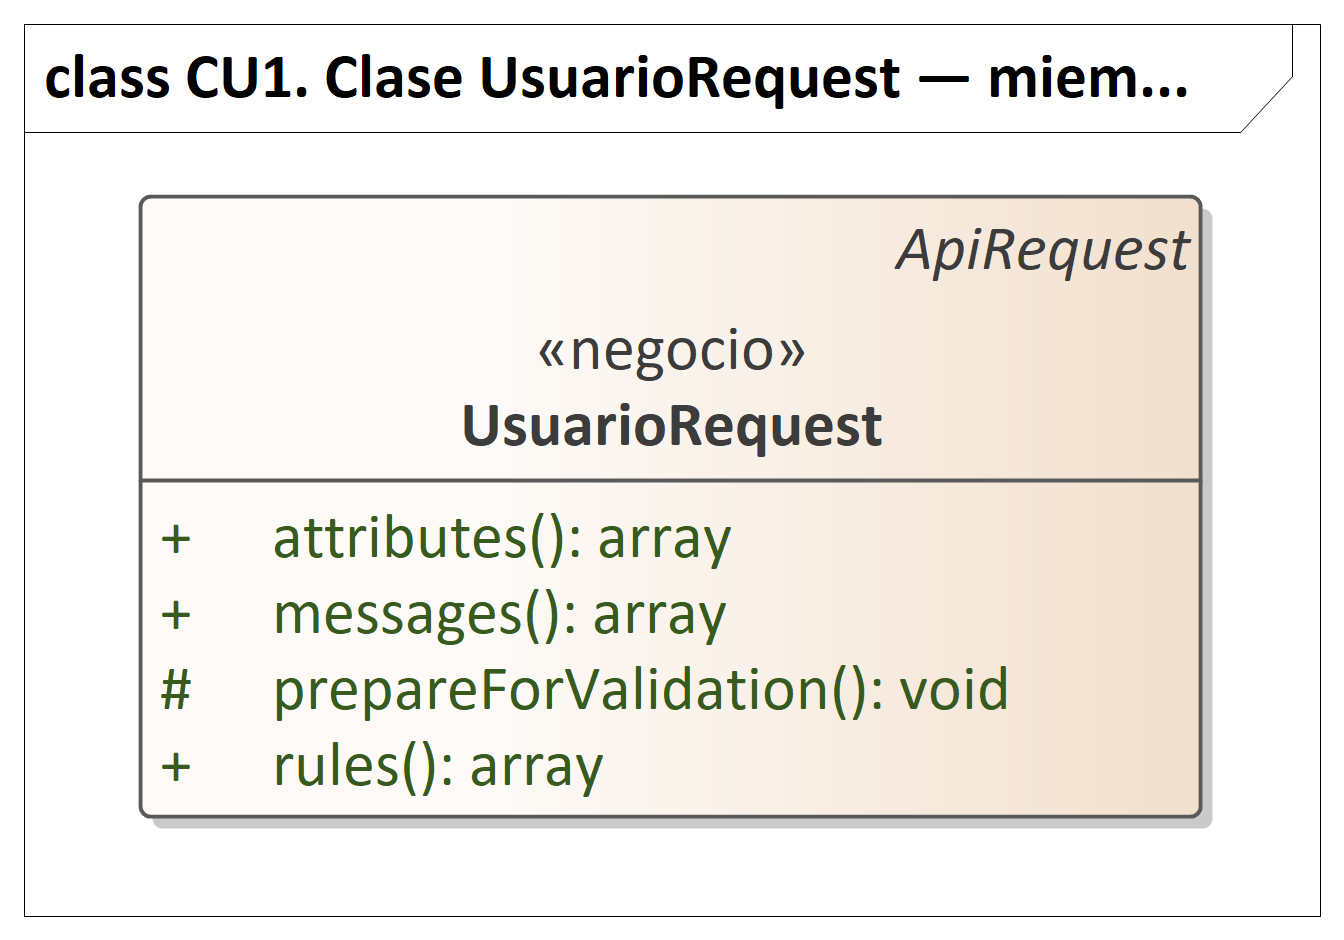 class CU1. Clase UsuarioRequest — miem...
ApiRequest
«negocio»
UsuarioRequest
+ attributes(): array
+ messages(): array
# prepareForValidation(): void
+ rules(): array